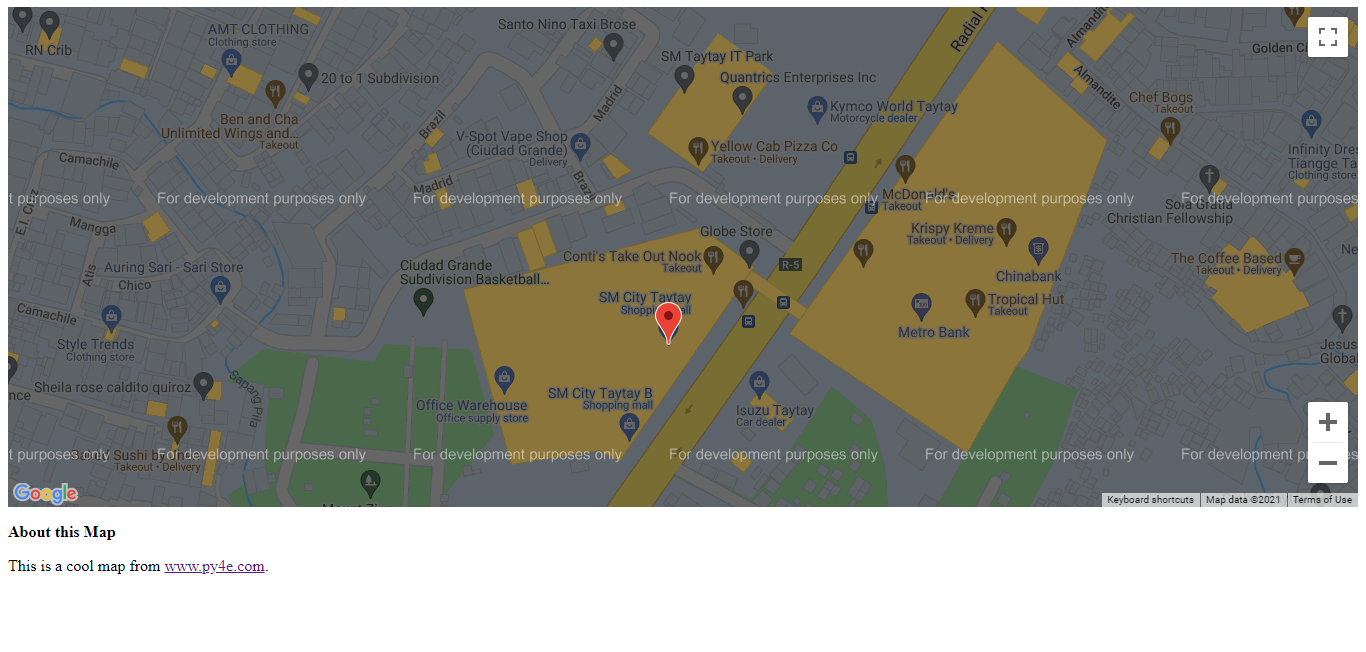 RN Crib
AMT CLOTHING
Clothing store
Santo Nino Taxi Brose
Radial
Almandite
Golden
20 to 1 Subdivision
SM Taytay IT Park
Quantrics Enterprises Inc
Almandite
Ben and Cha
Unlimited Wings and...
Takeout
Brazil
Madrid
Kymco World Taytay
Motorcycle dealer
Chef Bogs
Takeout
V-Spot Vape Shop
(Ciudad Grande)
Delivery
Yellow Cab Pizza Co
Takeout • Delivery
Infinity
Tiangge
Clothing store
Camachile
Madrid
Brazil
McDonald's
Takeout
t purposes only
For development purposes only
For development purposes only
For development purposes only
For development purposes only
For development purposes
Sola Gratia
Christian Fellowship
Mangga
Globe Store
Krispy Kreme
Takeout • Delivery
Auring Sari - Sari Store
Chico
Atis
Ciudad Grande
Subdivision Basketball...
Conti's Take Out Nook
Takeout
R-5
Chinabank
The Coffee Based
Takeout • Delivery
SM City Taytay
Shopping mall
Tropical Hut
Takeout
Metro Bank
Camachile
Style Trends
Clothing store
Jesus
Global
Sheila rose caldito quiroz
nce
Sapang Pila
Office Warehouse
Office supply store
SM City Taytay B
Shopping mall
Isuzu Taytay
Car dealer
Sushi by
Takeout • Delivery
t purposes only
For development purposes only
For development purposes only
For development purposes only
For development purposes only
For development
Google
Keyboard shortcuts
Map data ©2021
Terms of Use
About this Map
This is a cool map from www.py4e.com.